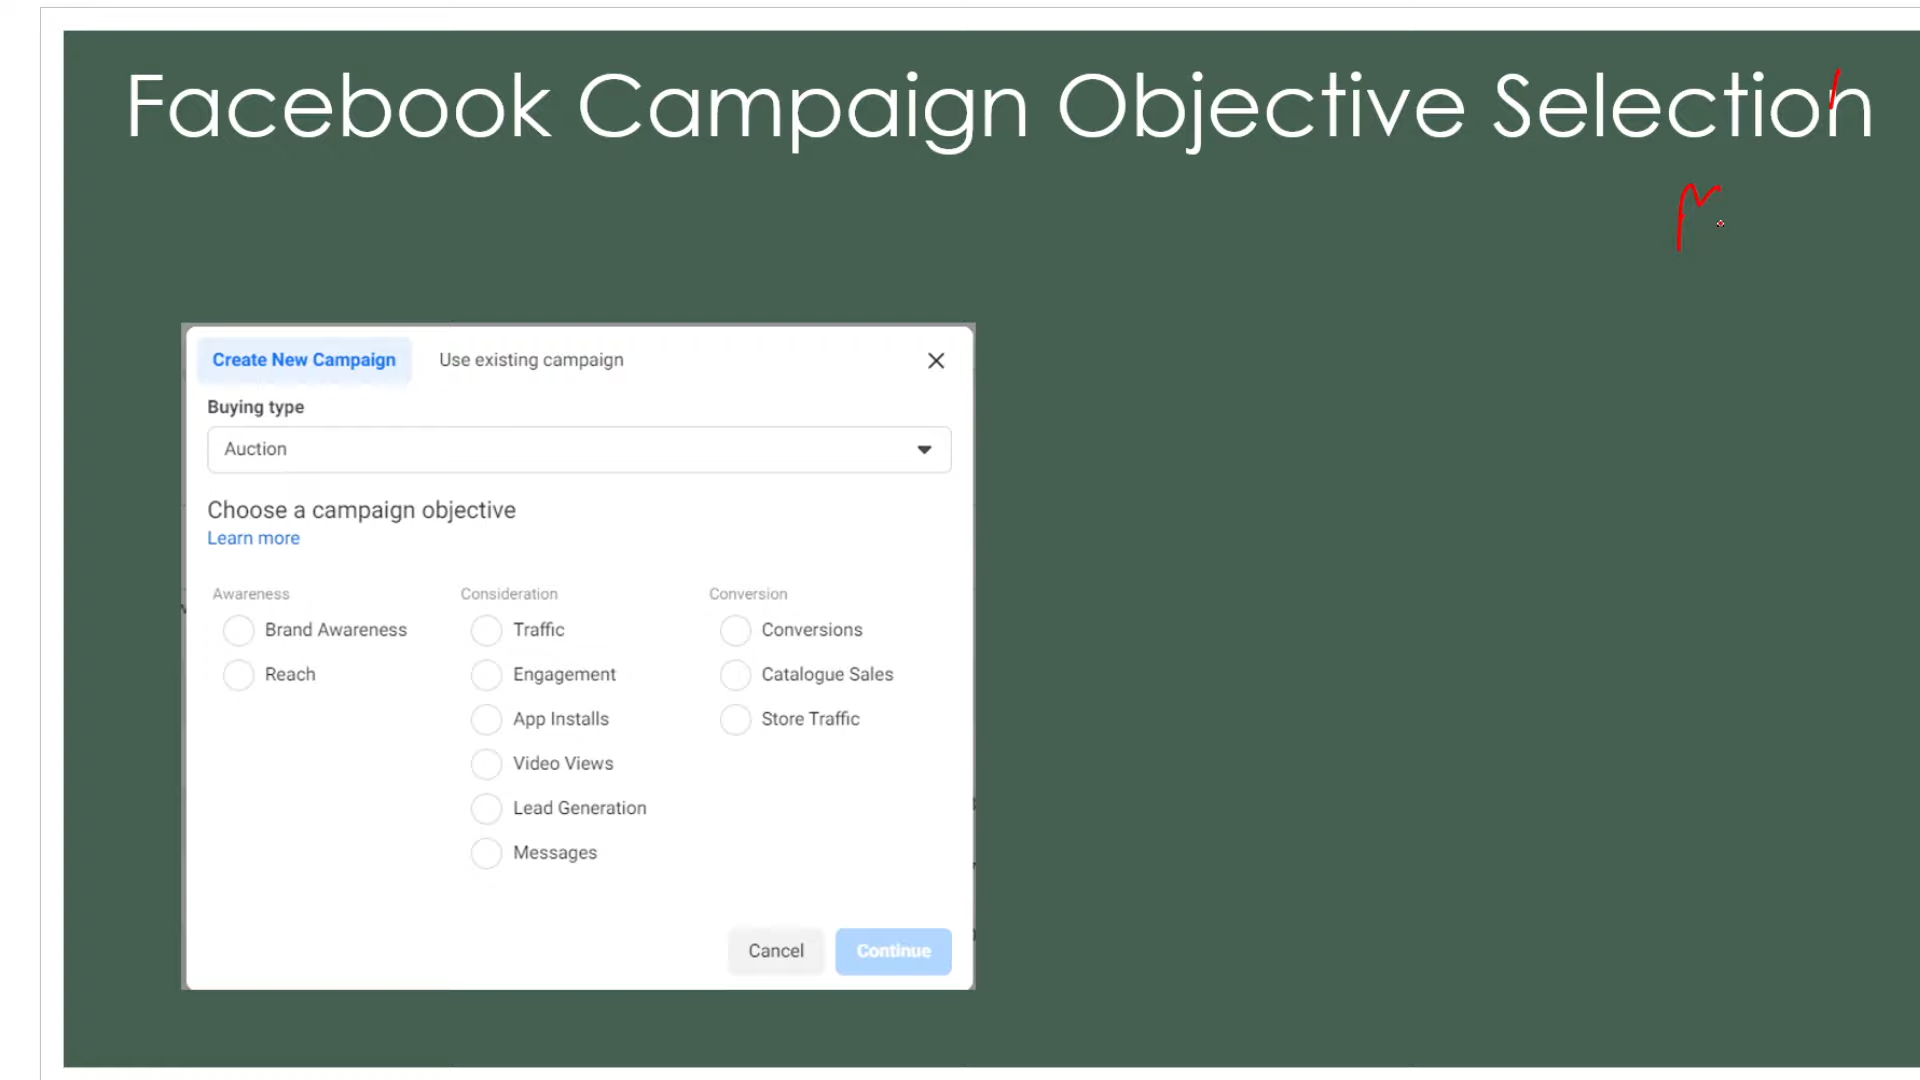 Facebook Campaign Objective Selection
Create New Campaign Use existing campaign
Buying type
Auction
Choose a campaign objective
Learn more
Awareness Consideration Conversion
Brand Awareness Traffic Conversions
Reach Engagement Catalogue Sales
App Installs Store Traffic
Video Views
Lead Generation
Messages
Cancel Continue